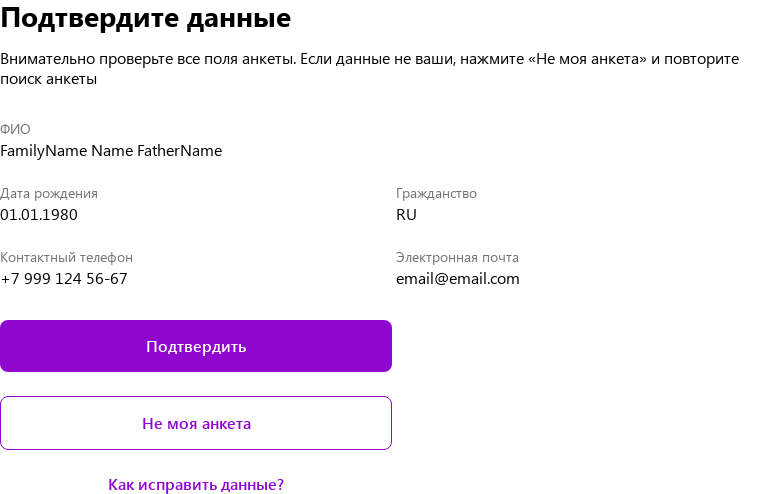 Подтвердите данные
Внимательно проверьте все поля анкеты. Если данные не ваши, нажмите «Не моя анкета» и повторите
поиск анкеты
ФИО
FamilyName Name FatherName
Дата рождения
01.01.1980
Гражданство
RU
Контактный телефон
+7 999 124 56-67
Электронная почта
email@email.com
Подтвердить
Не моя анкета
Как исправить данные?